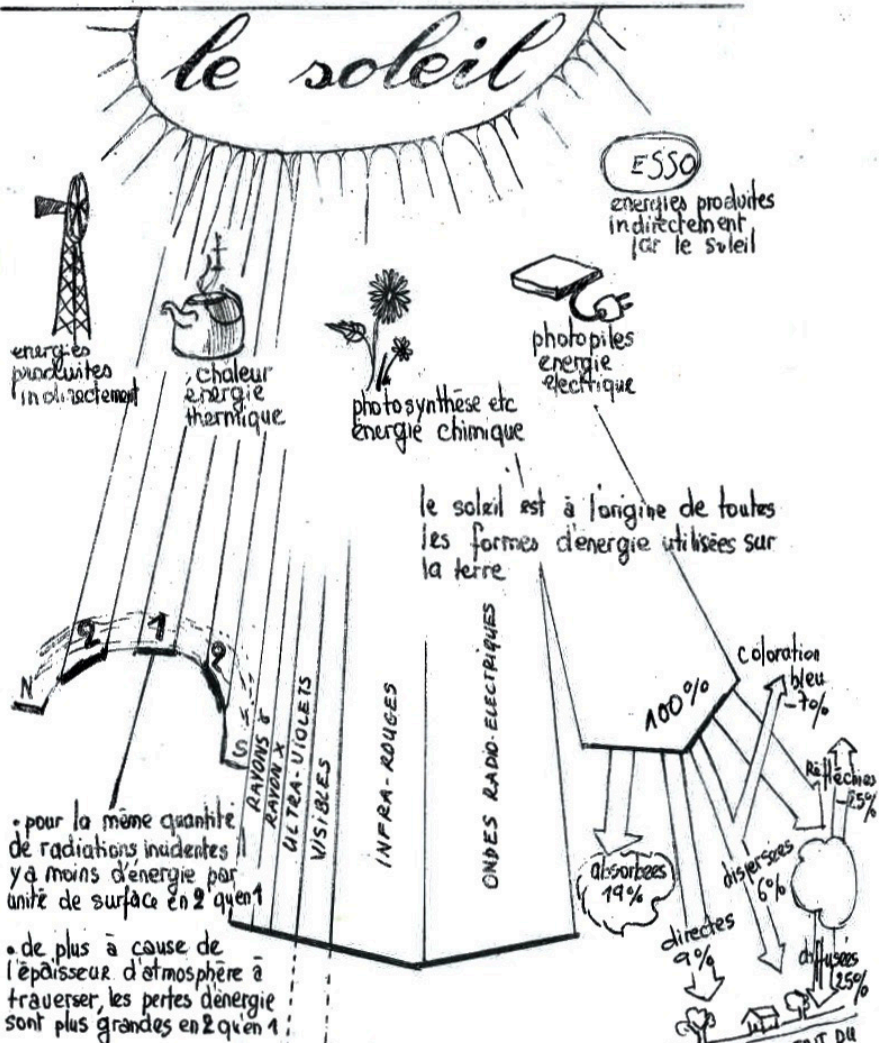 le soleil
ESSO
energies produites
indirectement
par le soleil
energies
produites
indirectement
chaleur
énergie
thermique
photosynthèse etc
énergie chimique
photopiles
energie
électrique
le soleil est à l'origine de toutes
les formes d'énergie utilisées sur
la terre
N
2
1
2
S
RAYONS γ
RAYON X
ULTRA-VIOLETS
VISIBLES
INFRA-ROUGES
ONDES RADIO-ELECTRIQUES
100%
coloration
bleu
-7%
Réfléchies
-25%
absorbées
19%
dispersées
6%
directes
9%
diffusées
25%
• pour la même quantité
de radiations incidentes il
y a moins d'énergie par
unité de surface en 2 qu'en 1
• de plus à cause de
l'épaisseur d'atmosphère à
traverser, les pertes d'énergie
sont plus grandes en 2 qu'en 1
DU